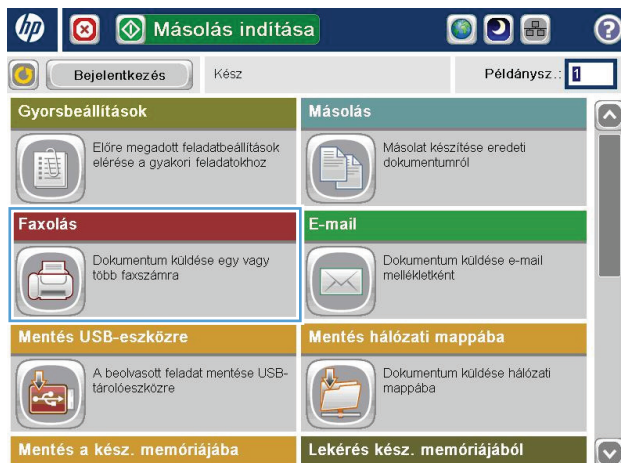 hp
Másolás indítása
?
Bejelentkezés
Kész
Példánysz.: 1
Gyorsbeállítások
Előre megadott feladatbeállítások
elérése a gyakori feladatokhoz
Másolás
Másolat készítése eredeti
dokumentumról
Faxolás
Dokumentum küldése egy vagy
több faxszámra
E-mail
Dokumentum küldése e-mail
mellékletként
Mentés USB-eszközre
A beolvasott feladat mentése USB-
tárolóeszközre
Mentés hálózati mappába
Dokumentum küldése hálózati
mappába
Mentés a kész. memóriájába
Lekérés kész. memóriájából